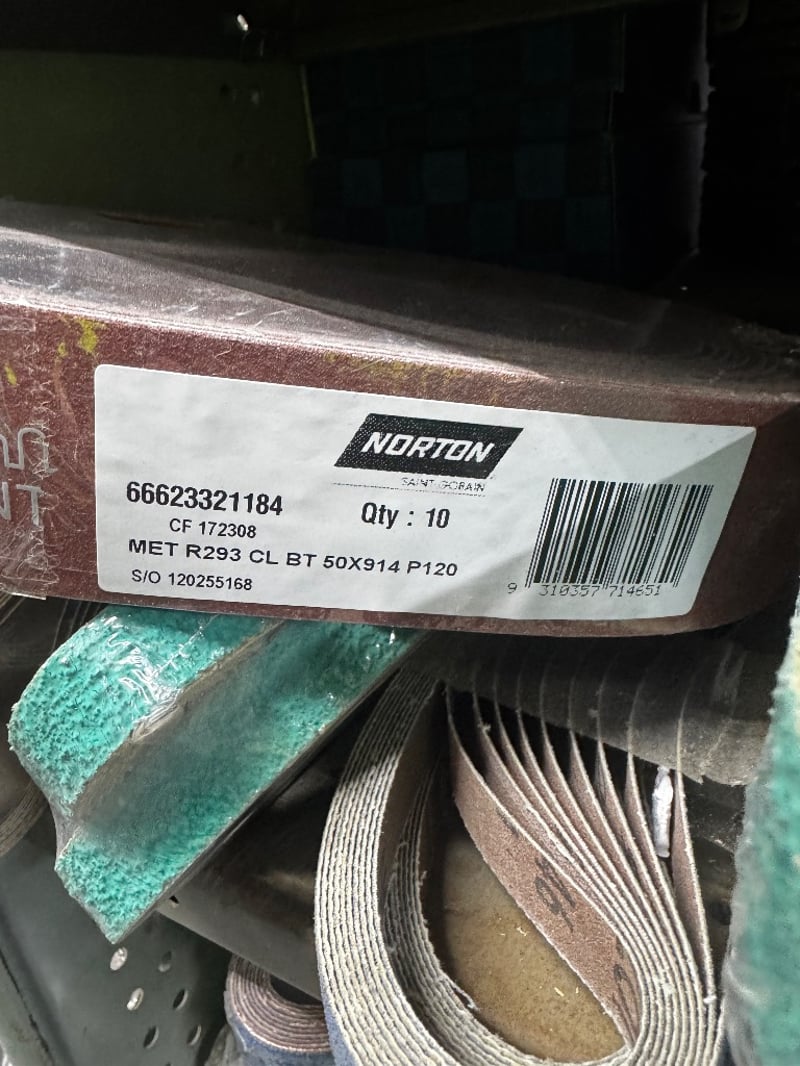 NORTON
SAINT-GOBAIN
66623321184
Qty : 10
CF 172308
MET R293 CL BT 50X914 P120
S/O 120255168
9 310357 714651